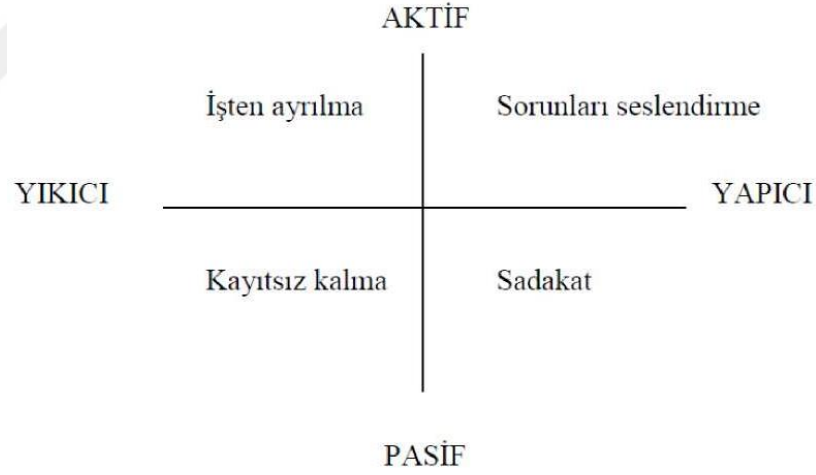 AKTİF
İşten ayrılma Sorunları seslendirme
YIKICI YAPICI
Kayıtsız kalma Sadakat
PASİF